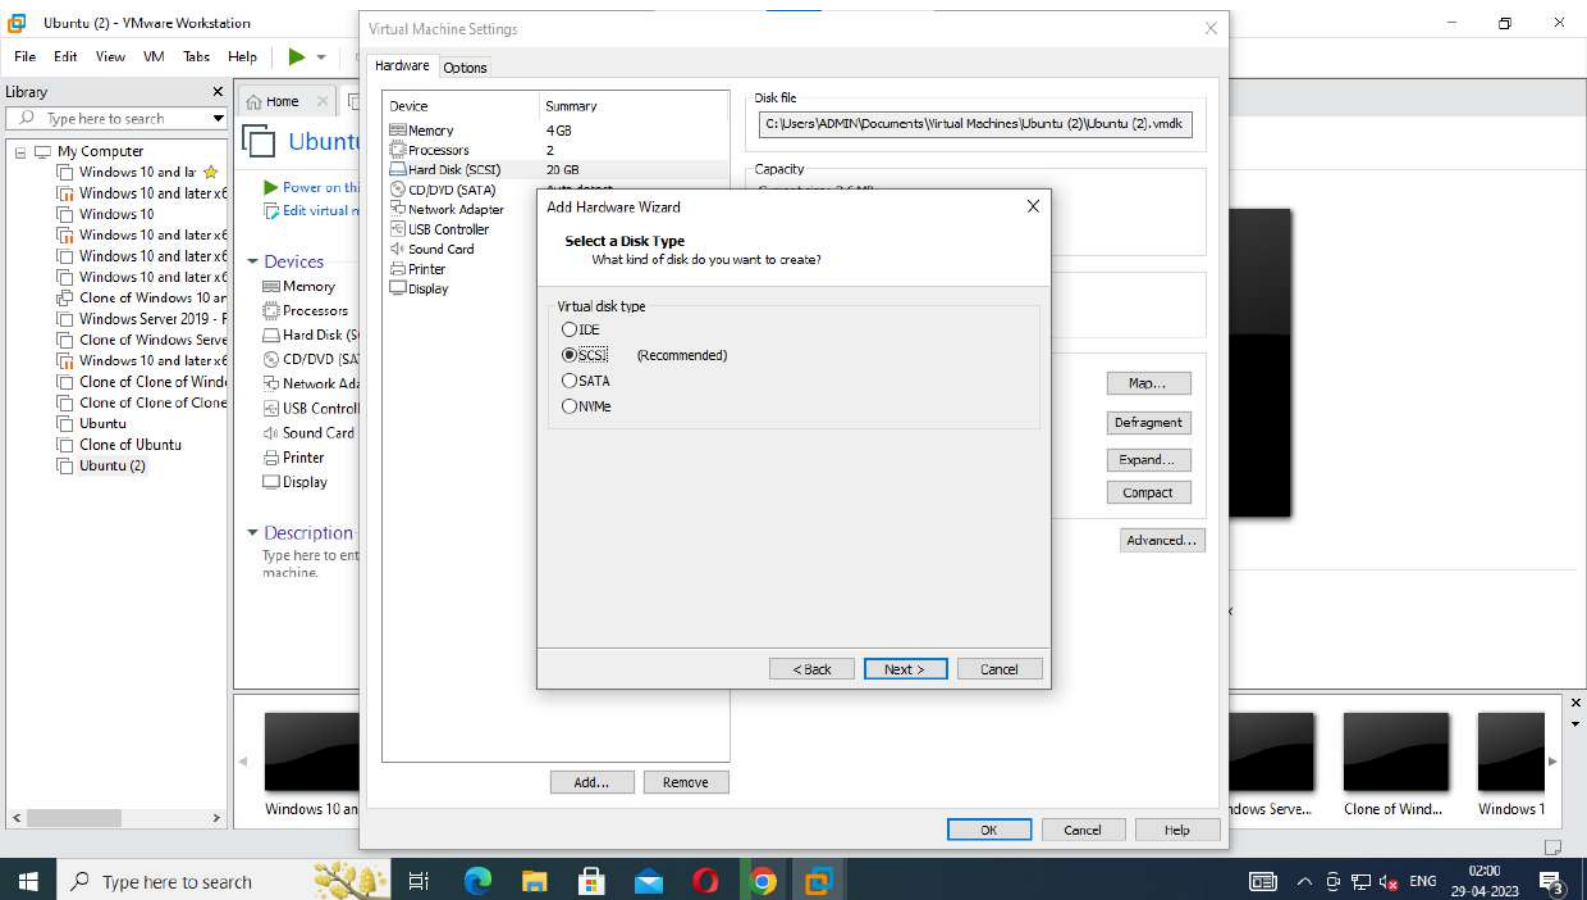 Ubuntu (2) - VMware Workstation
File Edit View VM Tabs Help
Library
Type here to search
My Computer
Windows 10 and lat
Windows 10 and later x6
Windows 10
Windows 10 and later x6
Windows 10 and later x6
Windows 10 and later x6
Clone of Windows 10 an
Windows Server 2019 - F
Clone of Windows Serve
Windows 10 and later x6
Clone of Clone of Wind
Clone of Clone of Clone
Ubuntu
Clone of Ubuntu
Ubuntu (2)
Home
Ubuntu
Power on thi
Edit virtual m
Devices
Memory
Processors
Hard Disk (S
CD/DVD (SA
Network Ada
USB Controll
Sound Card
Printer
Display
Description
Type here to ent
machine.
Virtual Machine Settings
Hardware Options
Device Summary
Memory 4 GB
Processors 2
Hard Disk (SCSI) 20 GB
CD/DVD (SATA) Auto detect
Network Adapter
USB Controller
Sound Card
Printer
Display
Disk file
C:\Users\ADMIN\Documents\Virtual Machines\Ubuntu (2)\Ubuntu (2).vmdk
Capacity
Add Hardware Wizard
Select a Disk Type
What kind of disk do you want to create?
Virtual disk type
IDE
SCSI (Recommended)
SATA
NVMe
< Back Next > Cancel
Map...
Defragment
Expand...
Compact
Advanced...
Add... Remove
OK Cancel Help
Windows 10 an
ndows Serve...
Clone of Wind...
Windows 1
Type here to search
ENG
02:00
29-04-2023
3